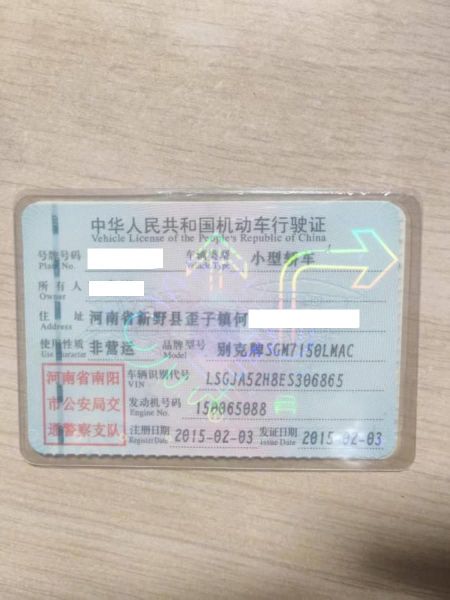 中华人民共和国机动车行驶证
Vehicle License of the People's Republic of China
号牌号码 车辆类型 小型轿车
Plate No. Vehicle Type
所有人
Owner
住址 河南省新野县歪子镇何
Address
使用性质 非营运 品牌型号 别克牌SGM7150LMAC
Use Character Model
河南省南阳市公安局交通警察支队
车辆识别代号 LSGJA52H8ES306865
VIN
发动机号码 150065088
Engine No.
注册日期 2015-02-03 发证日期 2015-02-03
Register Date Issue Date